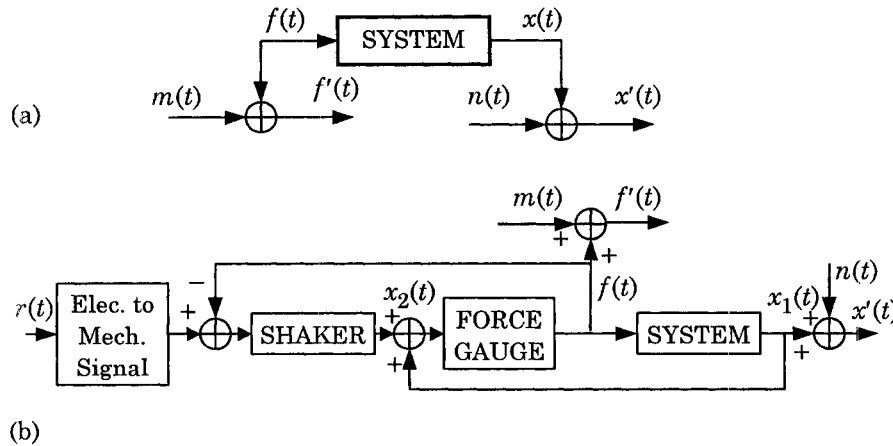 f(t) SYSTEM x(t)
m(t) f'(t) n(t) x'(t)
(a)
m(t) f'(t)
+ +
− n(t)
r(t) Elec. to Mech. Signal + SHAKER x₂(t) + + FORCE GAUGE f(t) SYSTEM x₁(t) + + x'(t)
(b)